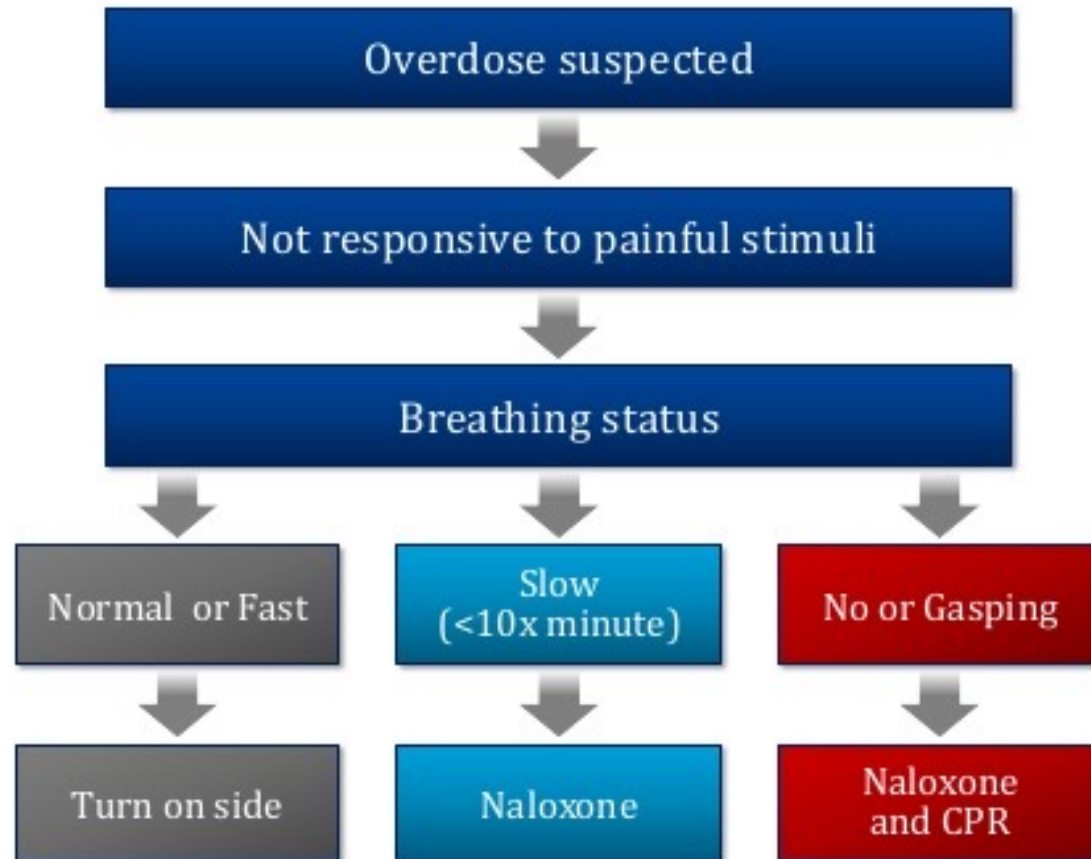 Overdose suspected
Not responsive to painful stimuli
Breathing status
Normal or Fast
Slow
(<10x minute)
No or Gasping
Turn on side
Naloxone
Naloxone
and CPR